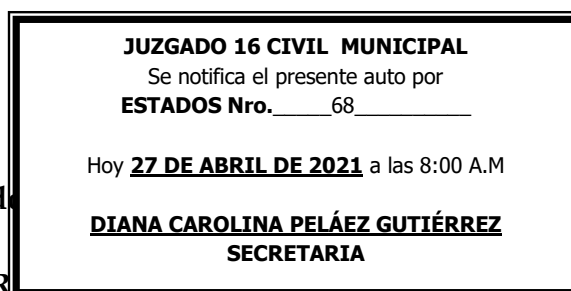 JUZGADO 16 CIVIL MUNICIPAL
Se notifica el presente auto por
ESTADOS Nro._____68__________
Hoy 27 DE ABRIL DE 2021 a las 8:00 A.M
DIANA CAROLINA PELÁEZ GUTIÉRREZ
SECRETARIA